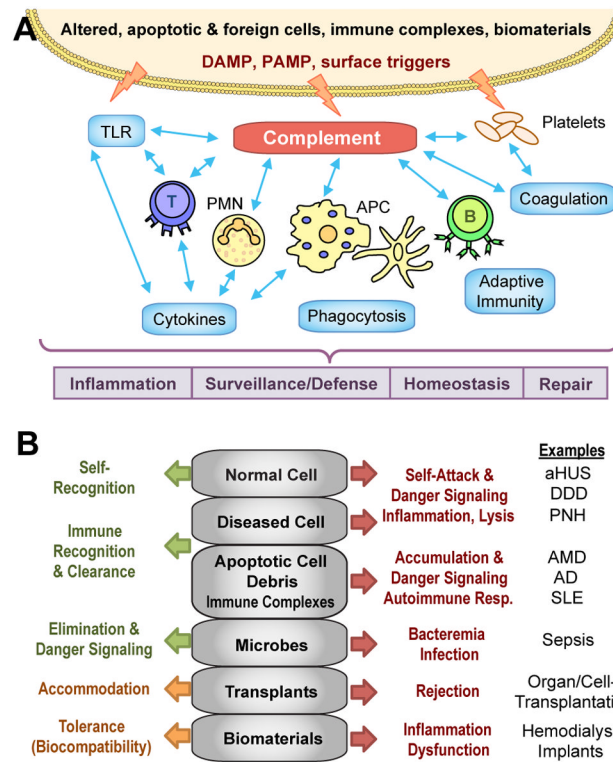 A
Altered, apoptotic & foreign cells, immune complexes, biomaterials
DAMP, PAMP, surface triggers
TLR
Complement
Platelets
T
PMN
APC
B
Coagulation
Adaptive
Immunity
Cytokines
Phagocytosis
Inflammation
Surveillance/Defense
Homeostasis
Repair
B
Examples
Self-
Recognition
Normal Cell
Self-Attack &
Danger Signaling
Inflammation, Lysis
aHUS
DDD
PNH
Diseased Cell
Immune
Recognition
& Clearance
Apoptotic Cell
Debris
Immune Complexes
Accumulation &
Danger Signaling
Autoimmune Resp.
AMD
AD
SLE
Elimination &
Danger Signaling
Microbes
Bacteremia
Infection
Sepsis
Accommodation
Transplants
Rejection
Organ/Cell-
Transplantati
Tolerance
(Biocompatibility)
Biomaterials
Inflammation
Dysfunction
Hemodialys
Implants